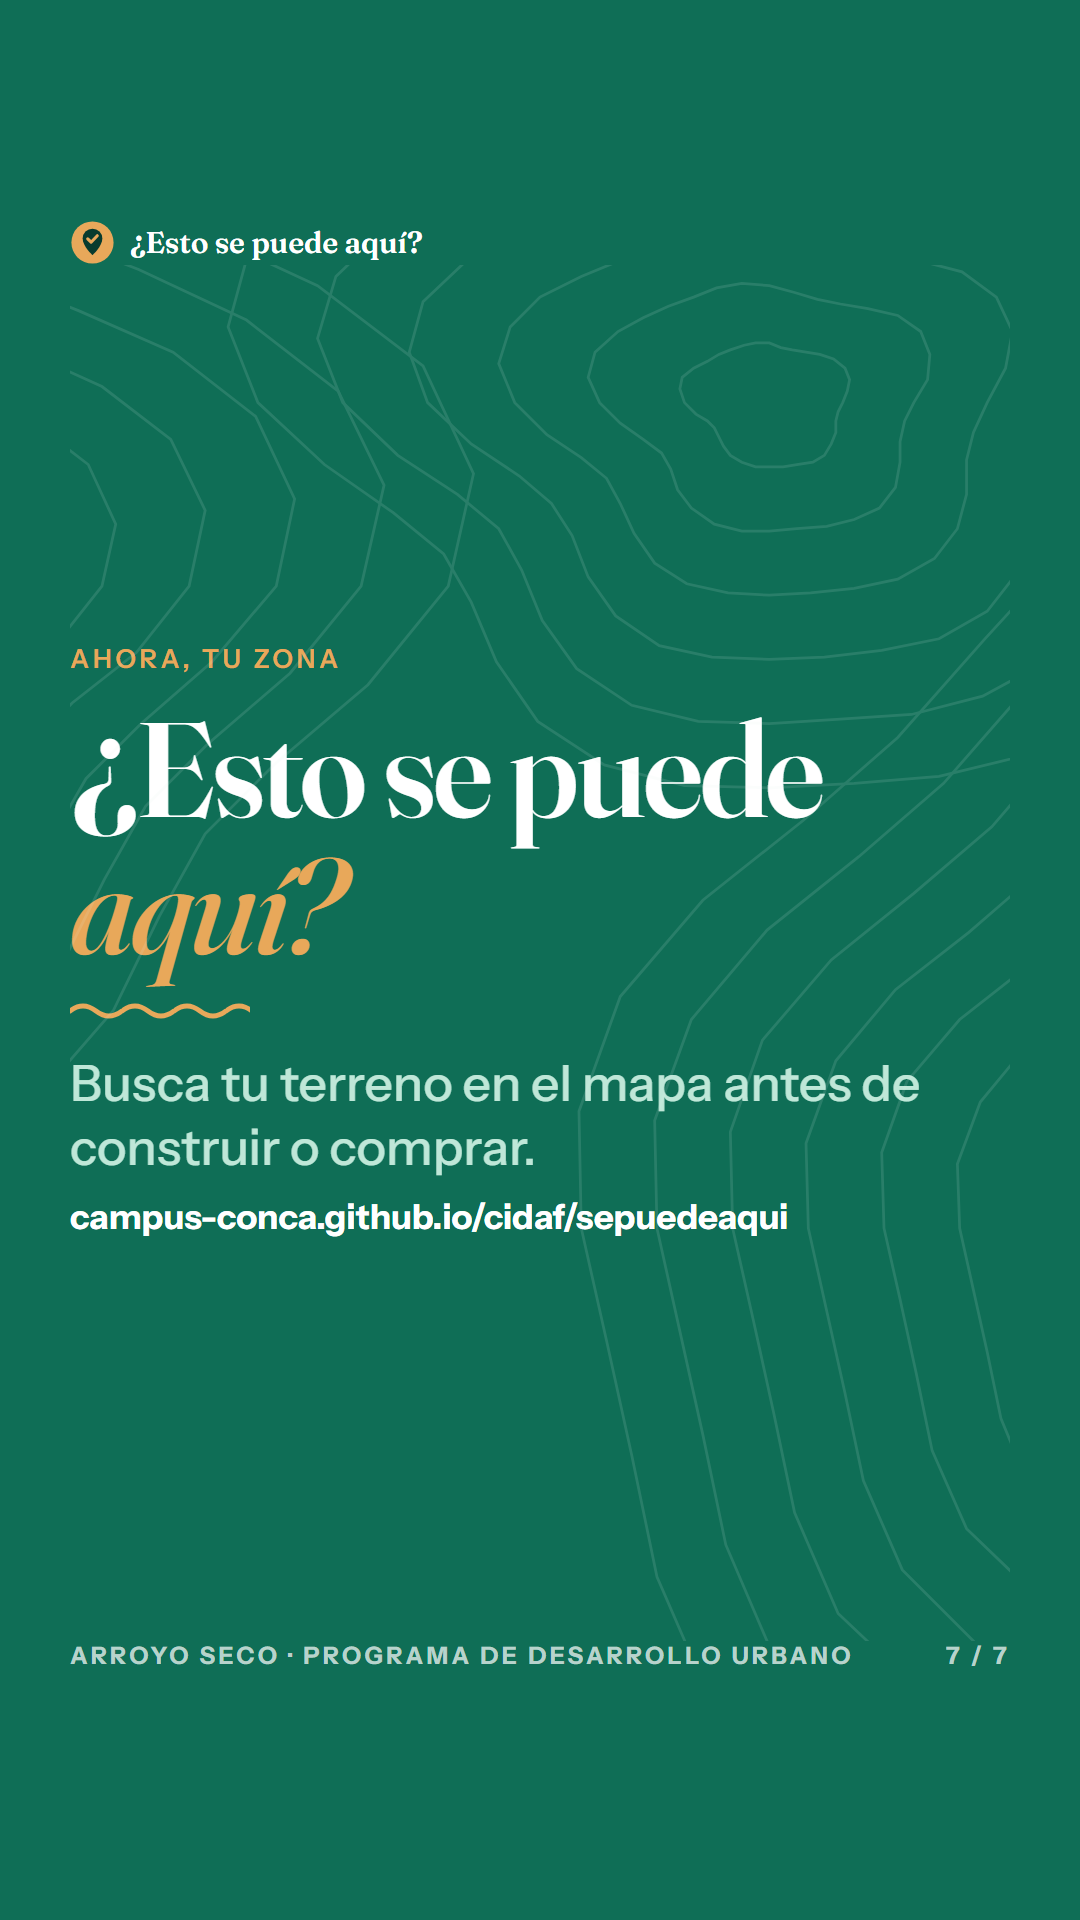 ¿Esto se puede aquí?
AHORA, TU ZONA
¿Esto se puede
aquí?
Busca tu terreno en el mapa antes de
construir o comprar.
campus-conca.github.io/cidaf/sepuedeaqui
ARROYO SECO · PROGRAMA DE DESARROLLO URBANO 7 / 7